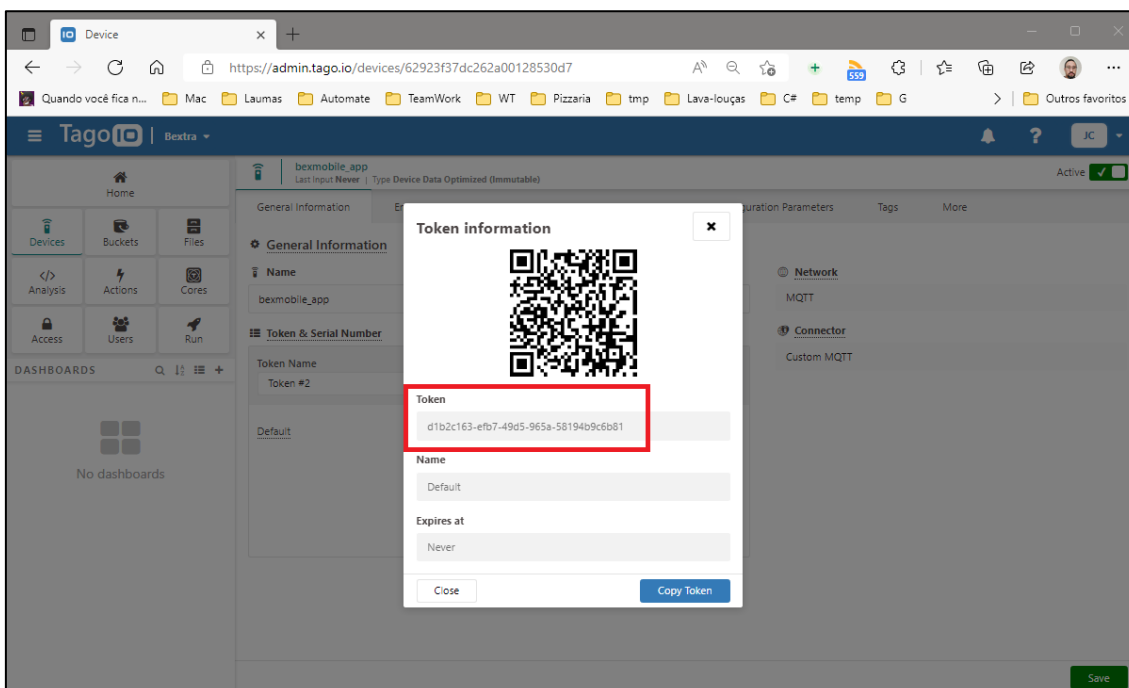 Device
https://admin.tago.io/devices/62923f37dc262a00128530d7
559
Quando você fica n... Mac Laumas Automate TeamWork WT Pizzaria tmp Lava-louças C# temp G Outros favoritos
TagoIO Bextra JC
Home
Devices Buckets Files
Analysis Actions Cores
Access Users Run
DASHBOARDS
No dashboards
bexmobile_app
Last Input Never | Type Device Data Optimized (Immutable)
Active
General Information guration Parameters Tags More
General Information
Name
bexmobile_app
Token & Serial Number
Token Name
Token #2
Default
Network
MQTT
Connector
Custom MQTT
Token information
Token
d1b2c163-efb7-49d5-965a-58194b9c6b81
Name
Default
Expires at
Never
Close Copy Token
Save